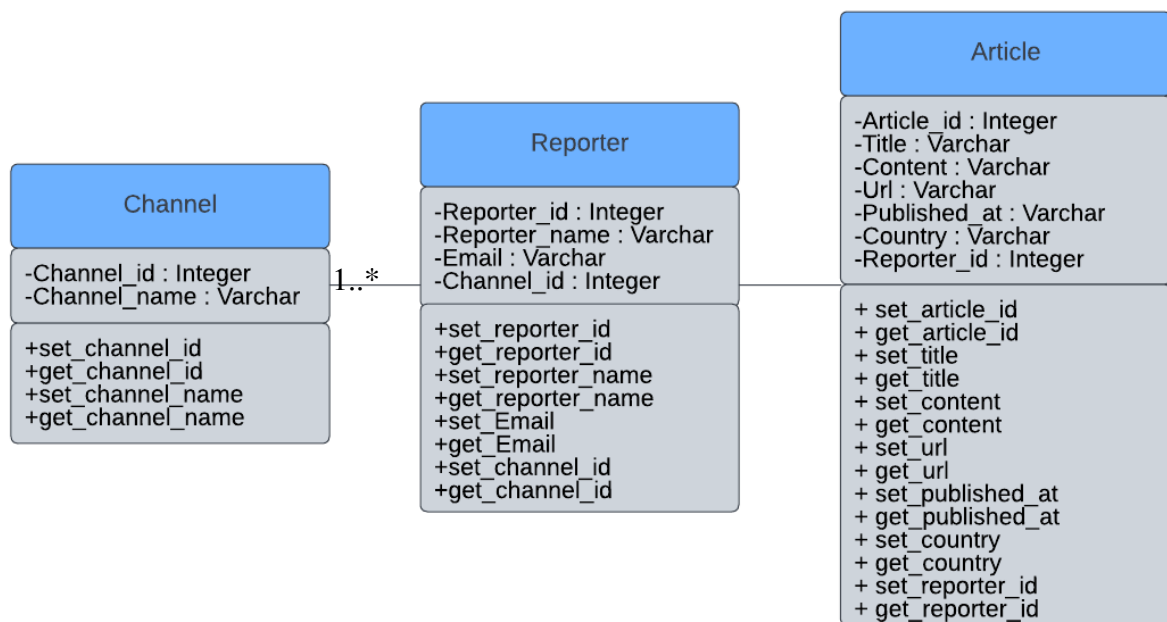 Channel
-Channel_id : Integer
-Channel_name : Varchar
+set_channel_id
+get_channel_id
+set_channel_name
+get_channel_name
1..*
Reporter
-Reporter_id : Integer
-Reporter_name : Varchar
-Email : Varchar
-Channel_id : Integer
+set_reporter_id
+get_reporter_id
+set_reporter_name
+get_reporter_name
+set_Email
+get_Email
+set_channel_id
+get_channel_id
Article
-Article_id : Integer
-Title : Varchar
-Content : Varchar
-Url : Varchar
-Published_at : Varchar
-Country : Varchar
-Reporter_id : Integer
+ set_article_id
+ get_article_id
+ set_title
+ get_title
+ set_content
+ get_content
+ set_url
+ get_url
+ set_published_at
+ get_published_at
+ set_country
+ get_country
+ set_reporter_id
+ get_reporter_id